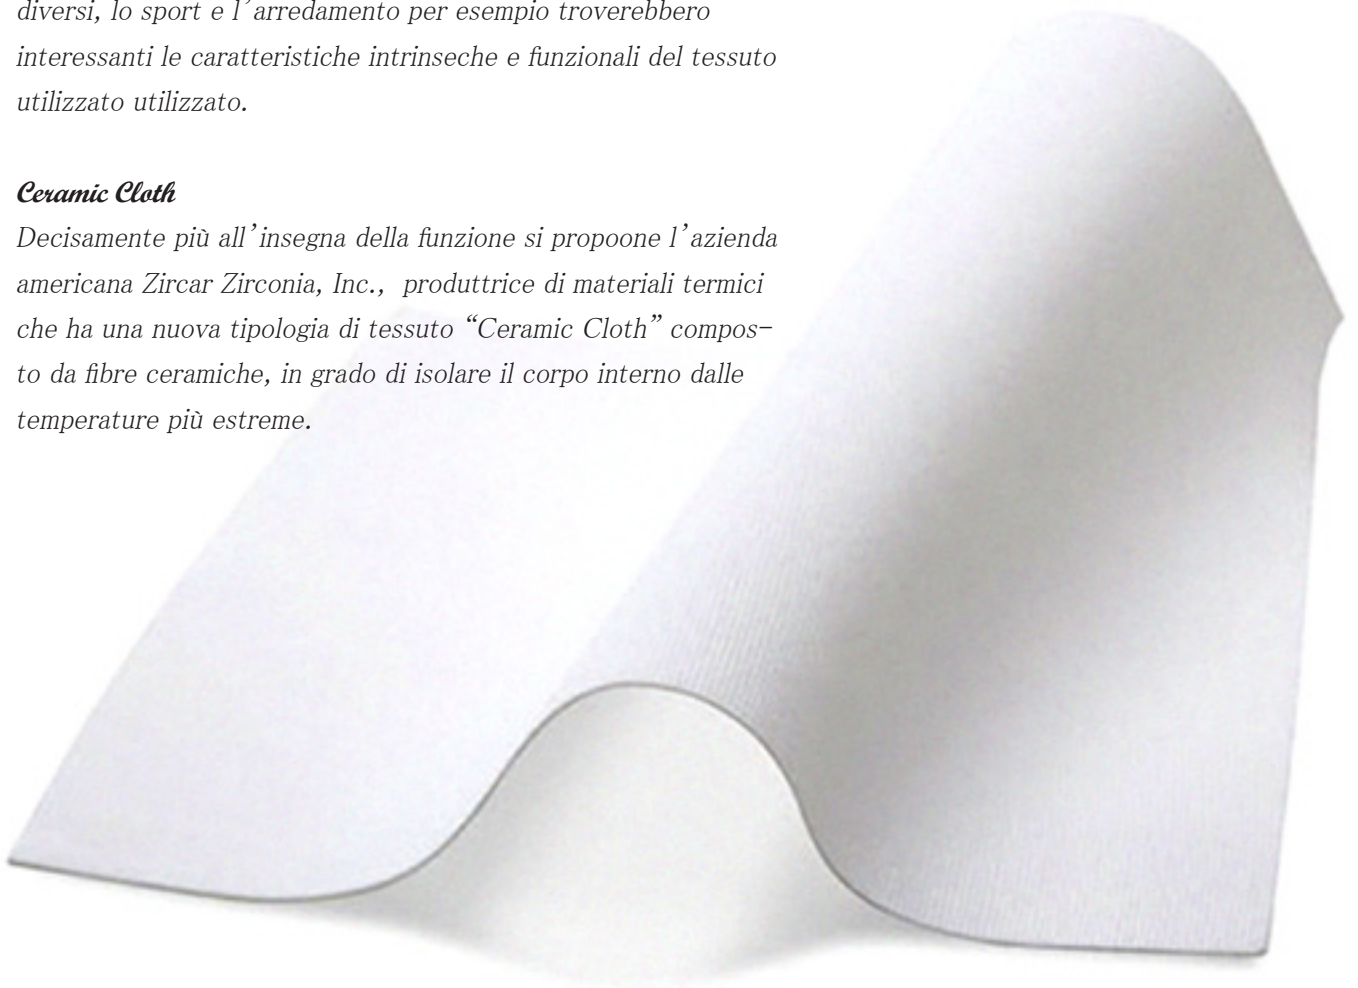 diversi, lo sport e l’arredamento per esempio troverebbero
interessanti le caratteristiche intrinseche e funzionali del tessuto
utilizzato utilizzato.
Ceramic Cloth
Decisamente più all’insegna della funzione si propoone l’azienda
americana Zircar Zirconia, Inc., produttrice di materiali termici
che ha una nuova tipologia di tessuto “Ceramic Cloth” compos-
to da fibre ceramiche, in grado di isolare il corpo interno dalle
temperature più estreme.